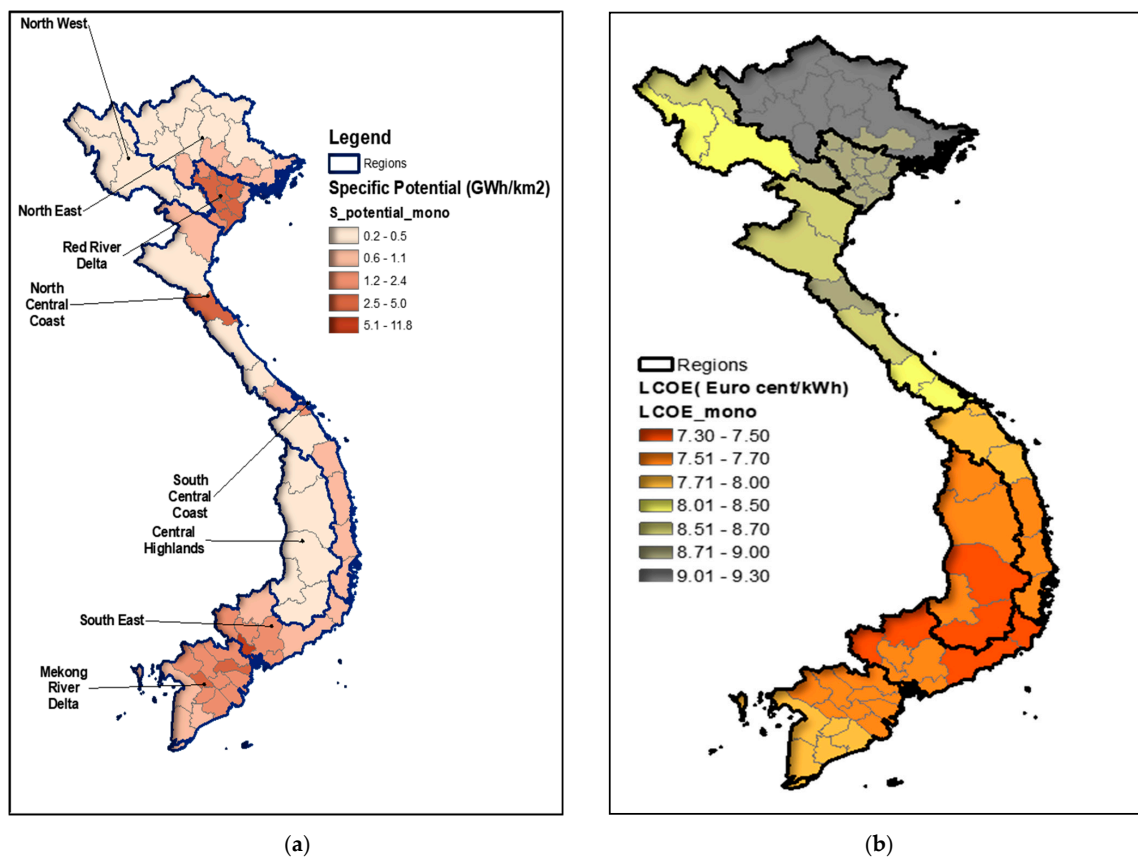 North West
North East
Red River
Delta
North
Central
Coast
South
Central
Coast
Central
Highlands
South East
Mekong
River
Delta
Legend
Regions
Specific Potential (GWh/km2)
S_potential_mono
0.2 - 0.5
0.6 - 1.1
1.2 - 2.4
2.5 - 5.0
5.1 - 11.8
(a)
Regions
LCOE( Euro cent/kWh)
LCOE_mono
7.30 - 7.50
7.51 - 7.70
7.71 - 8.00
8.01 - 8.50
8.51 - 8.70
8.71 - 9.00
9.01 - 9.30
(b)